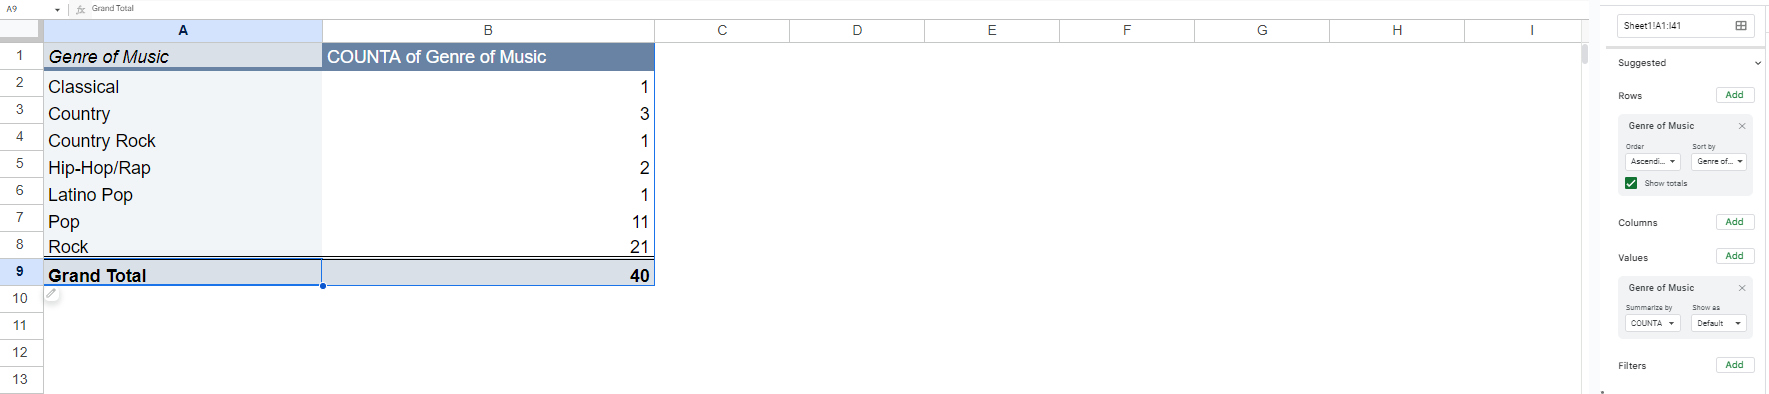 A9
fx Grand Total
A B C D E F G H I
1 Genre of Music COUNTA of Genre of Music
2 Classical 1
3 Country 3
4 Country Rock 1
5 Hip-Hop/Rap 2
6 Latino Pop 1
7 Pop 11
8 Rock 21
9 Grand Total 40
10
11
12
13
Sheet1!A1:I41
Suggested
Rows Add
Genre of Music
Order Sort by
Ascendi... Genre of...
Show totals
Columns Add
Values Add
Genre of Music
Summarize by Show as
COUNTA Default
Filters Add